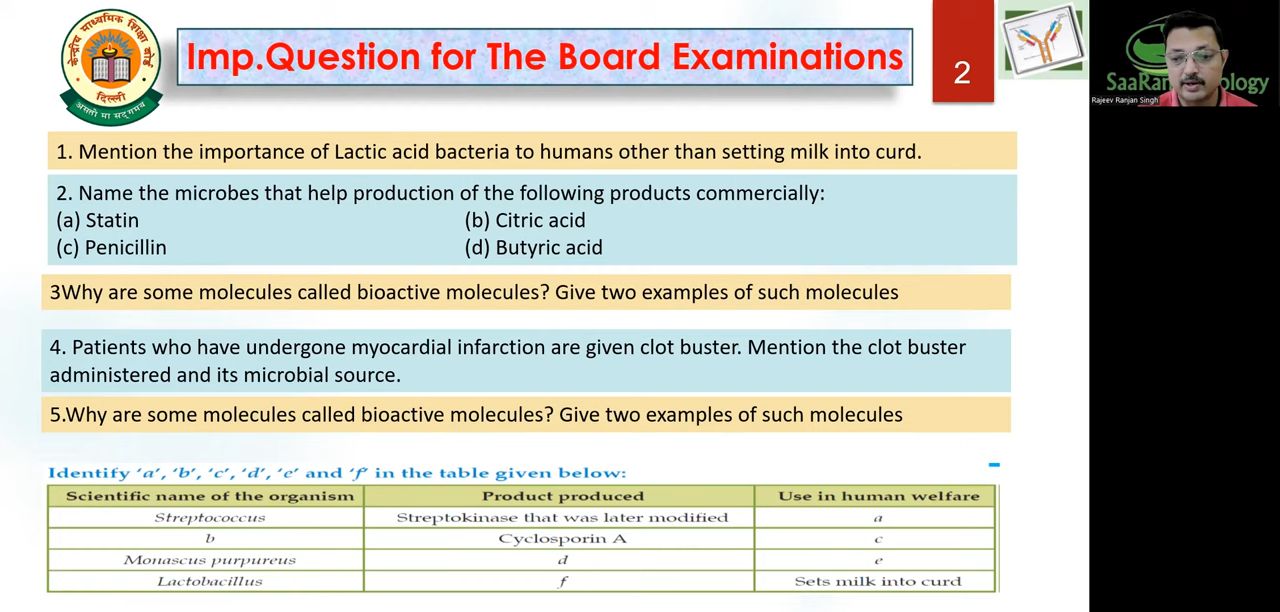 केन्द्रीय माध्यमिक शिक्षा बोर्ड
दिल्ली
असतो मा सद्गमय
Imp.Question for The Board Examinations
2
SaaRan
logy
Rajeev Ranjan Singh
1. Mention the importance of Lactic acid bacteria to humans other than setting milk into curd.
2. Name the microbes that help production of the following products commercially:
(a) Statin (b) Citric acid
(c) Penicillin (d) Butyric acid
3Why are some molecules called bioactive molecules? Give two examples of such molecules
4. Patients who have undergone myocardial infarction are given clot buster. Mention the clot buster
administered and its microbial source.
5.Why are some molecules called bioactive molecules? Give two examples of such molecules
Identify ‘a’, ‘b’, ‘c’, ‘d’, ‘e’ and ‘f’ in the table given below:
Scientific name of the organism Product produced Use in human welfare
Streptococcus Streptokinase that was later modified a
b Cyclosporin A c
Monascus purpureus d e
Lactobacillus f Sets milk into curd